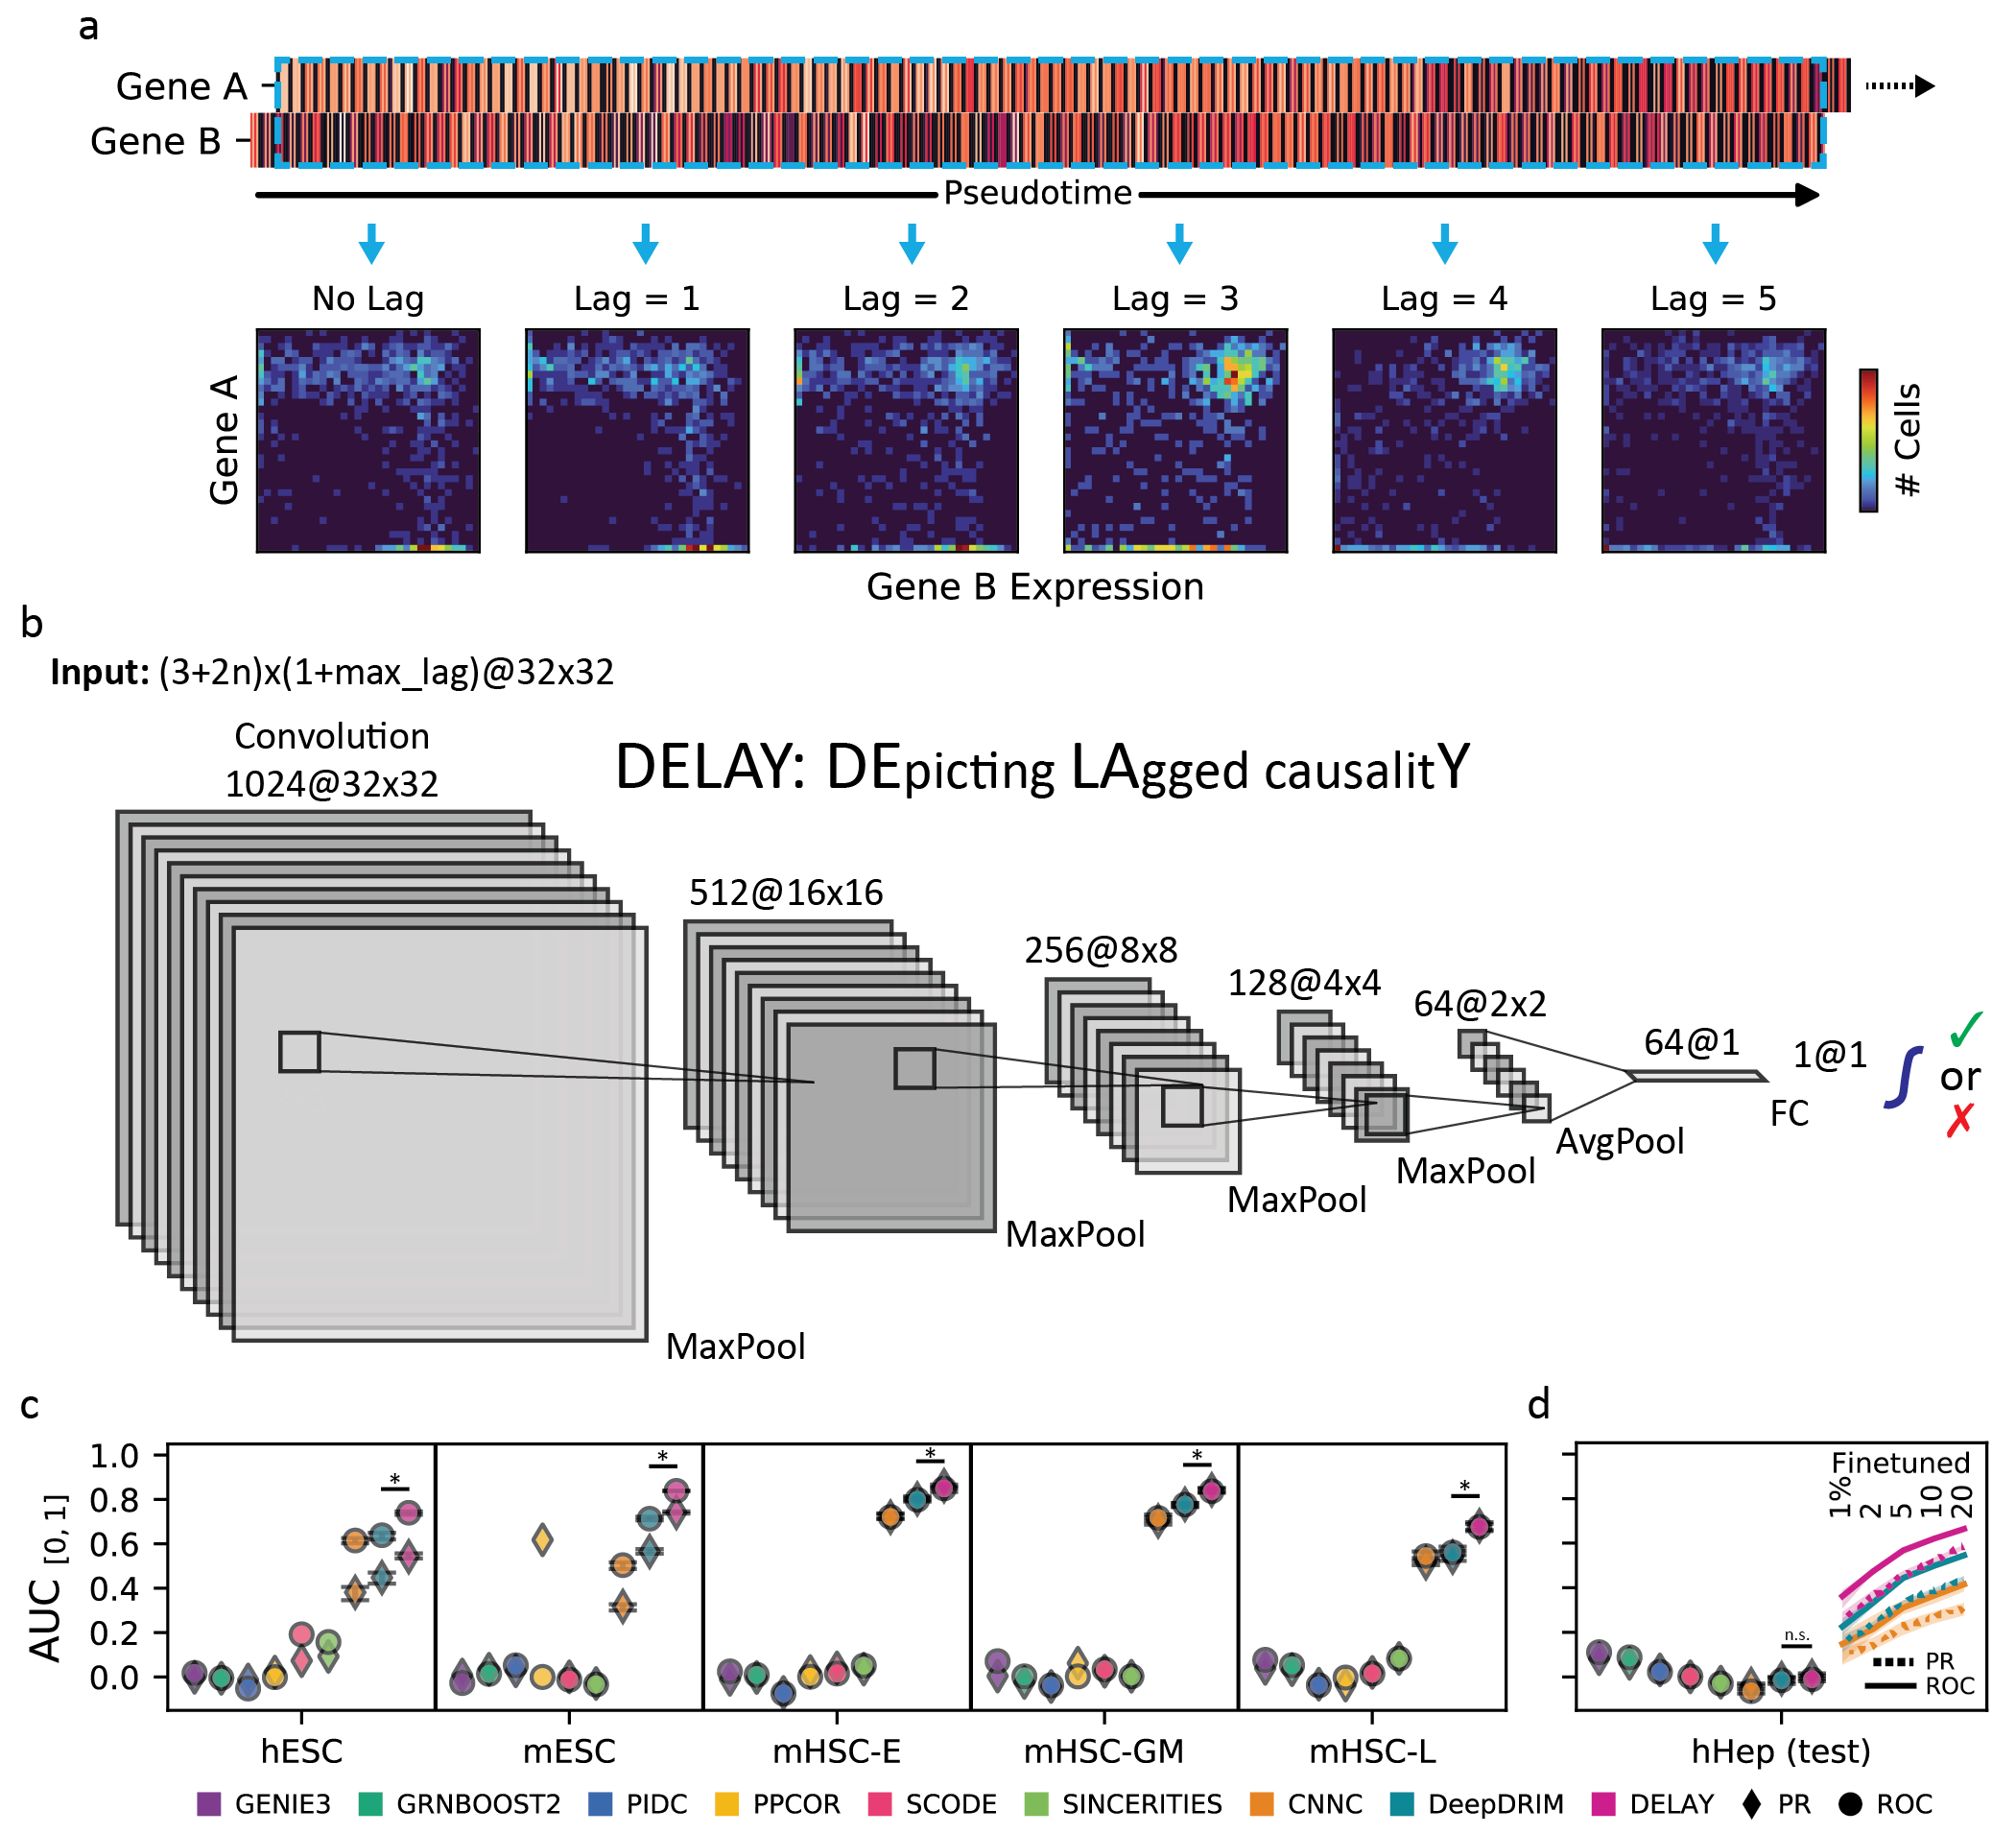 a
Gene A
Gene B
Pseudotime
No Lag
Lag = 1
Lag = 2
Lag = 3
Lag = 4
Lag = 5
Gene A
# Cells
Gene B Expression
b
Input: (3+2n)x(1+max_lag)@32x32
Convolution
1024@32x32
DELAY: DEpicting LAgged causalitY
512@16x16
256@8x8
128@4x4
64@2x2
64@1
1@1
∫
✓
or
✗
FC
AvgPool
MaxPool
MaxPool
MaxPool
MaxPool
c
AUC [0, 1]
1.0
0.8
0.6
0.4
0.2
0.0
*
*
*
*
*
hESC
mESC
mHSC-E
mHSC-GM
mHSC-L
d
Finetuned
1%
2
5
10
20
n.s.
PR
ROC
hHep (test)
GENIE3 GRNBOOST2 PIDC PPCOR SCODE SINCERITIES CNNC DeepDRIM DELAY PR ROC